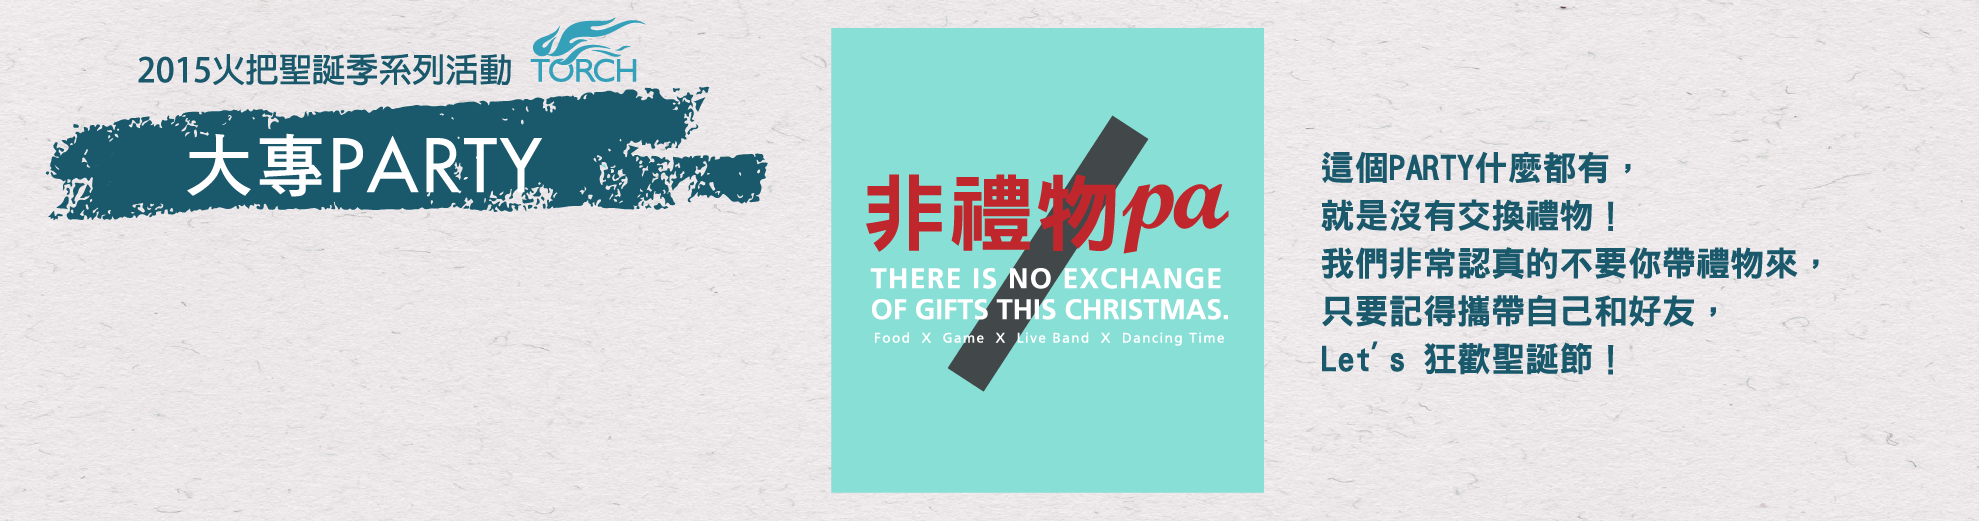 2015火把聖誕季系列活動
TORCH
大專PARTY
非禮物pa
THERE IS NO EXCHANGE
OF GIFTS THIS CHRISTMAS.
Food X Game X Live Band X Dancing Time
這個PARTY什麼都有，
就是沒有交換禮物！
我們非常認真的不要你帶禮物來，
只要記得攜帶自己和好友，
Let's 狂歡聖誕節！